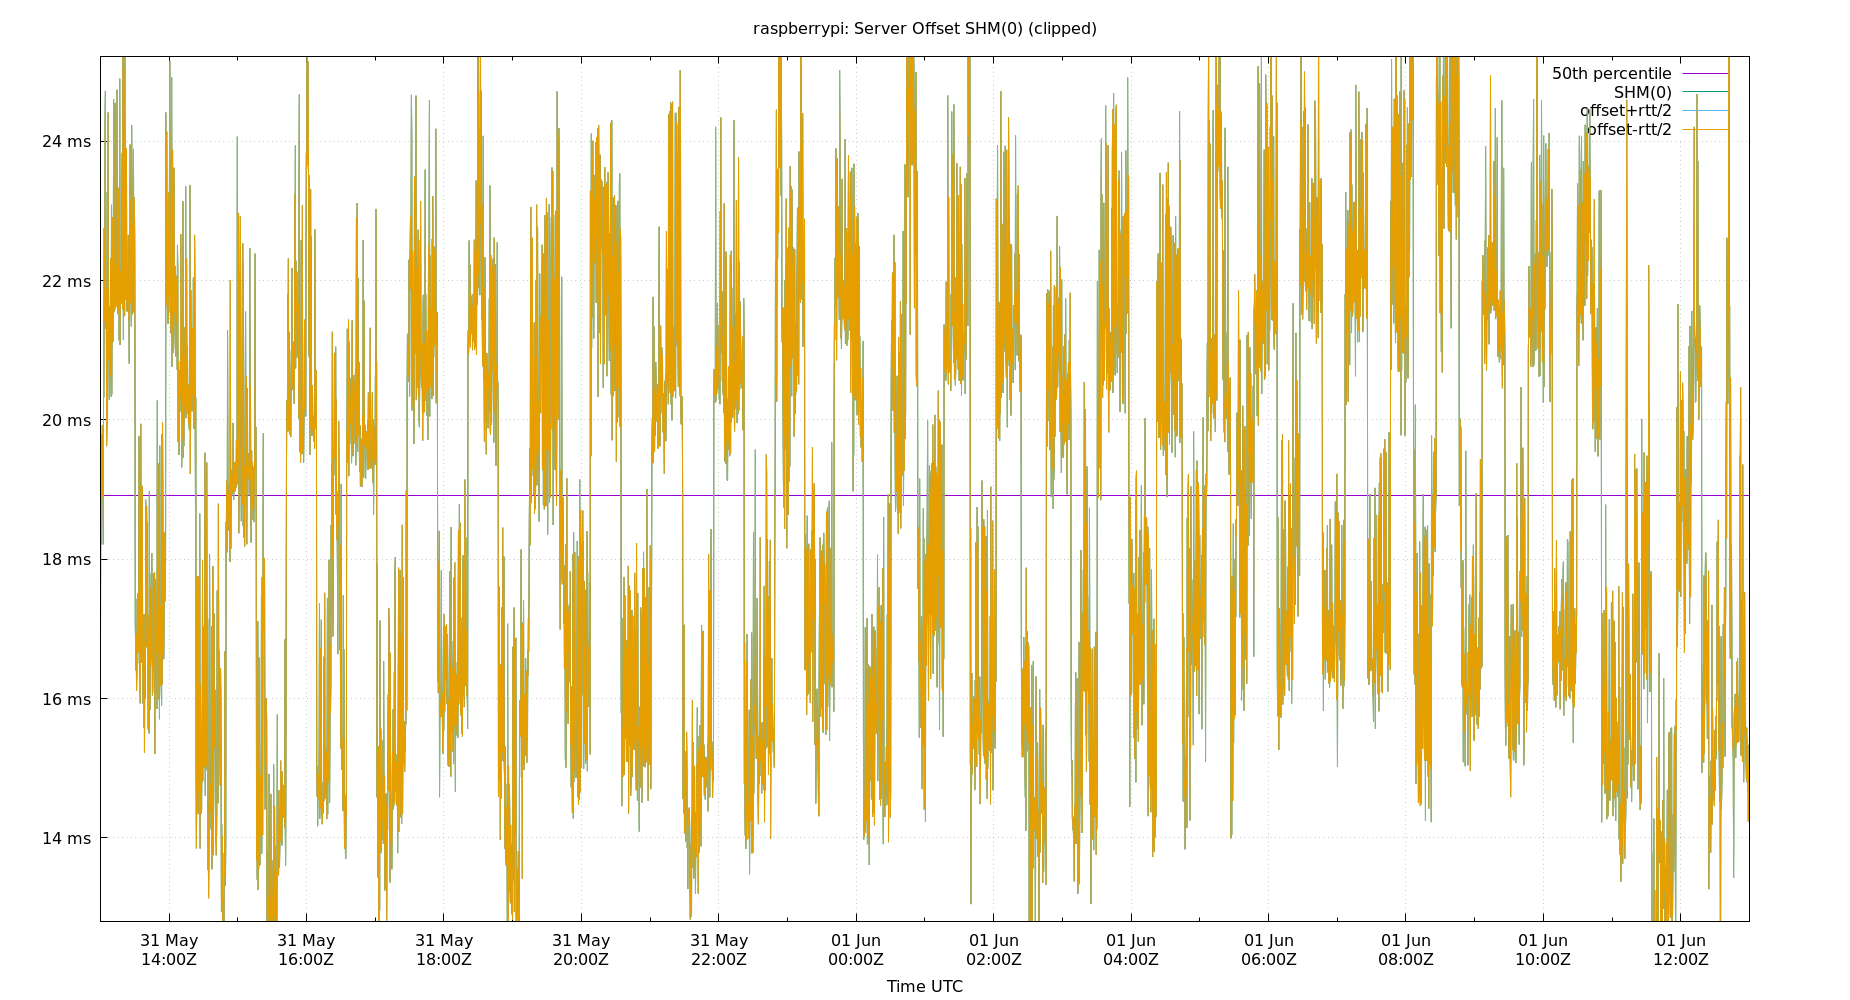 raspberrypi: Server Offset SHM(0) (clipped)
50th percentile
SHM(0)
offset+rtt/2
offset-rtt/2
24 ms
22 ms
20 ms
18 ms
16 ms
14 ms
31 May 31 May 31 May 31 May 31 May 01 Jun 01 Jun 01 Jun 01 Jun 01 Jun 01 Jun 01 Jun
14:00Z 16:00Z 18:00Z 20:00Z 22:00Z 00:00Z 02:00Z 04:00Z 06:00Z 08:00Z 10:00Z 12:00Z
Time UTC